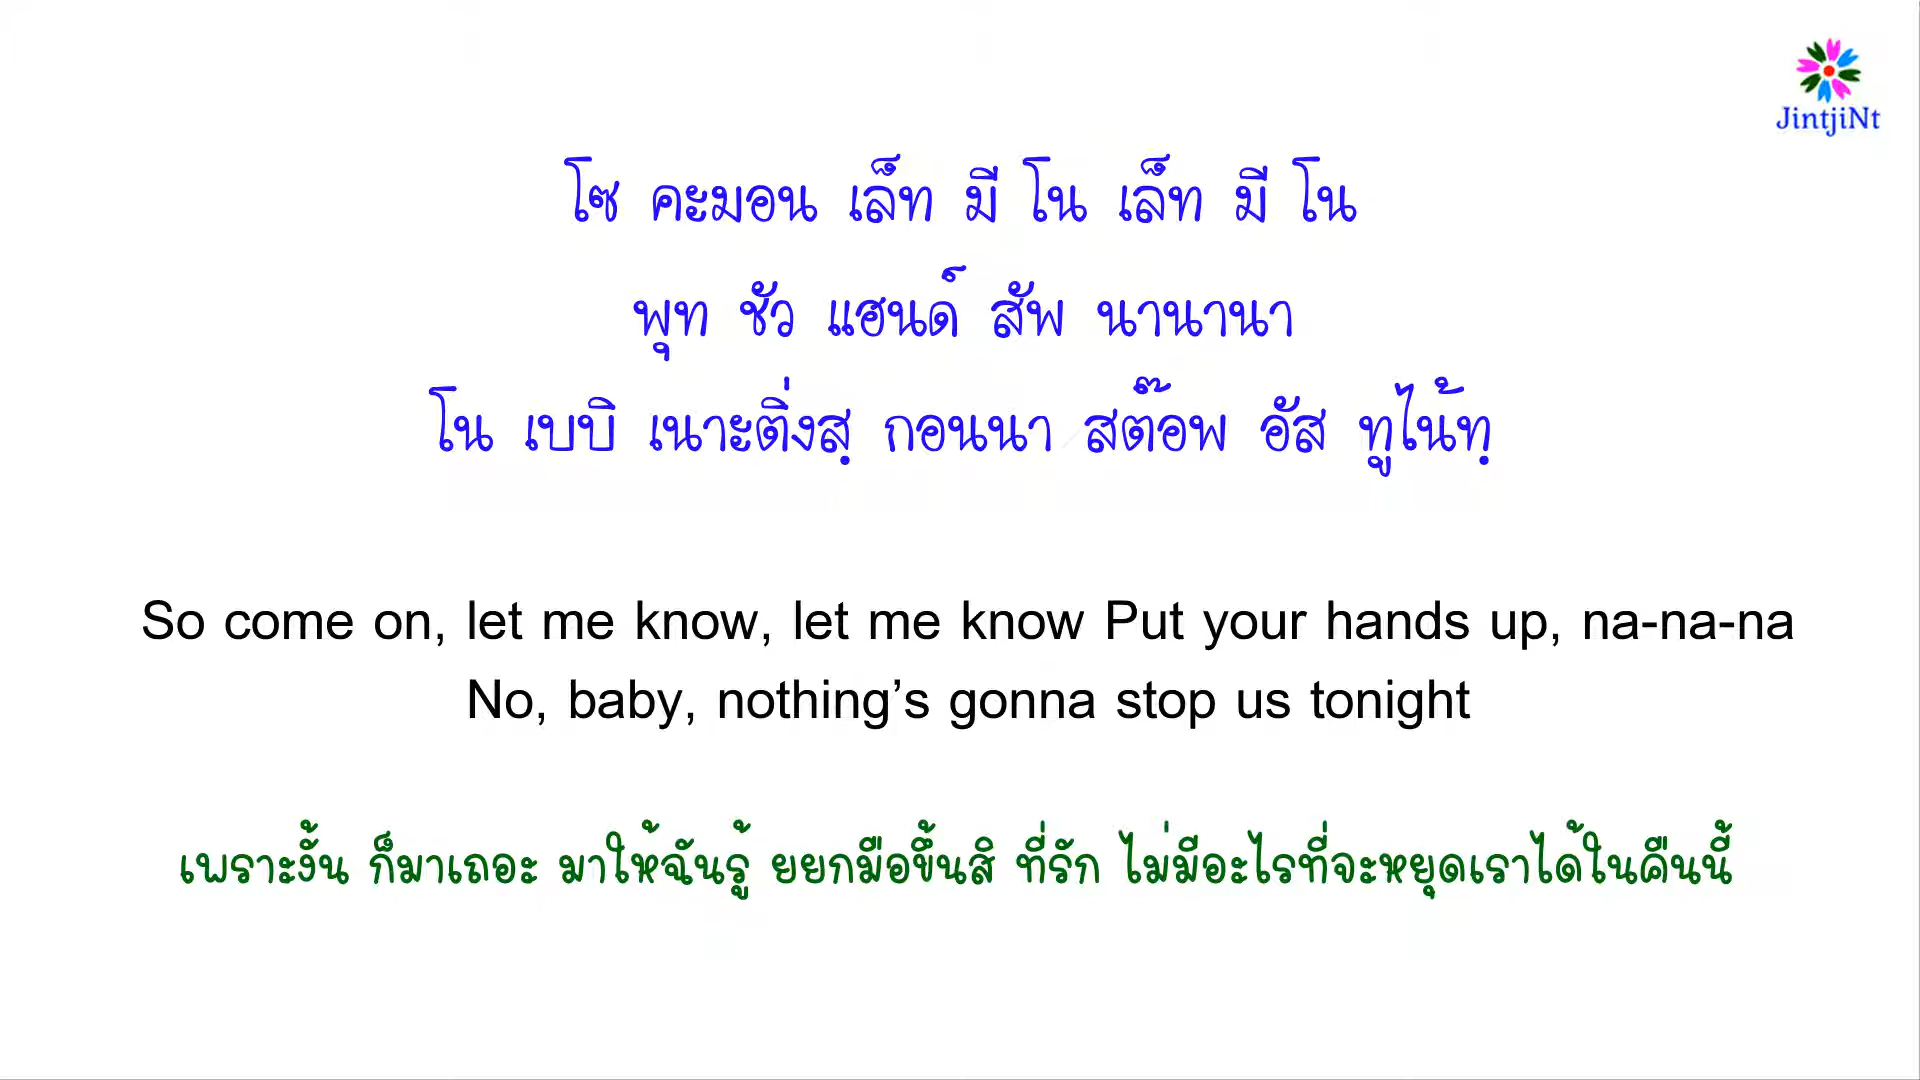 JintjiNt
โซ คะมอน เล็ท มี โน เล็ท มี โน
พุท ชัว แฮนด์ สัพ นานานา
โน เบบิ เนาะติ่งสฺ กอนนา สต๊อพ อัส ทูไน้ทฺ
So come on, let me know, let me know Put your hands up, na-na-na
No, baby, nothing’s gonna stop us tonight
เพราะงั้น ก็มาเถอะ มาให้ฉันรู้ ยยกมือขึ้นสิ ที่รัก ไม่มีอะไรที่จะหยุดเราได้ในคืนนี้